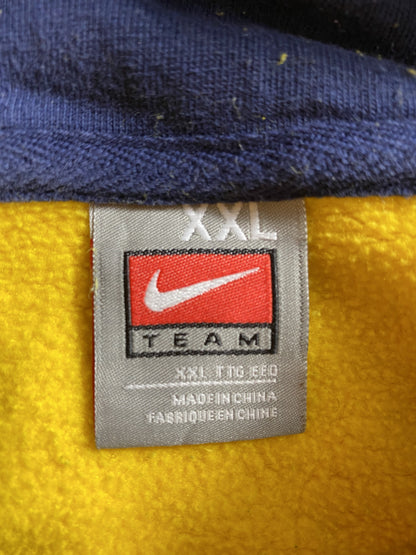 XXL
TEAM
XXL TTG EEG
MADE IN CHINA
FABRIQUE EN CHINE